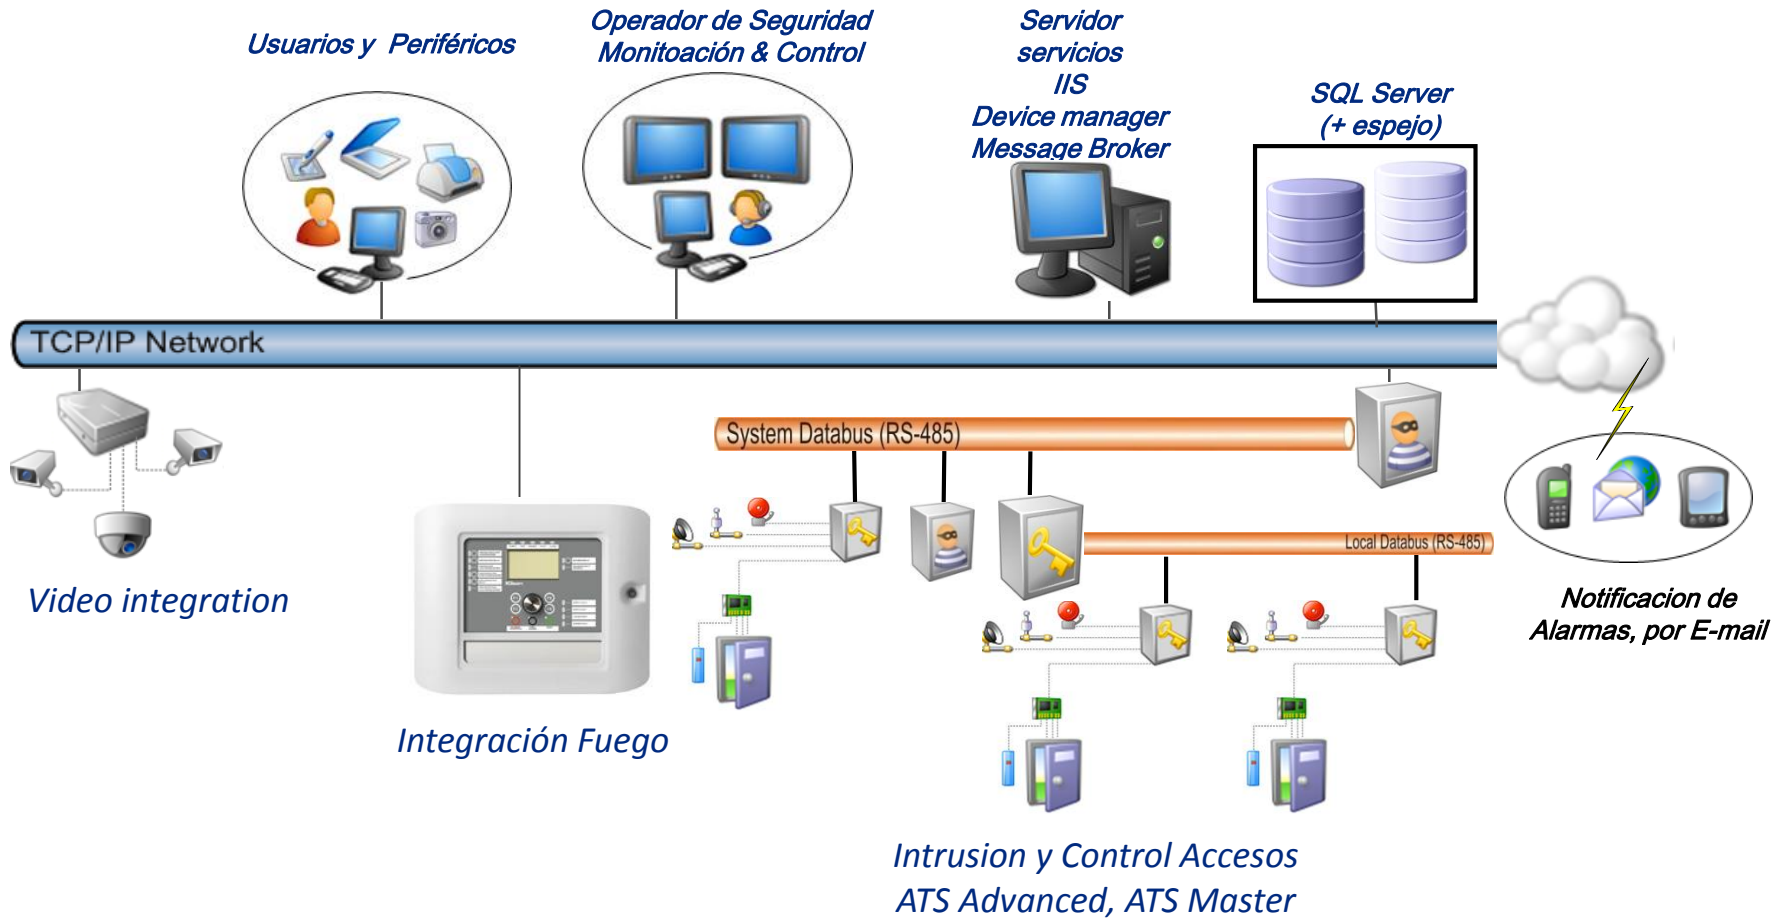 Usuarios y Periféricos
Operador de Seguridad
Monitoación & Control
Servidor
servicios
IIS
Device manager
Message Broker
SQL Server
(+ espejo)
TCP/IP Network
System Databus (RS-485)
Local Databus (RS-485)
Video integration
Integración Fuego
Notificacion de
Alarmas, por E-mail
Intrusion y Control Accesos
ATS Advanced, ATS Master